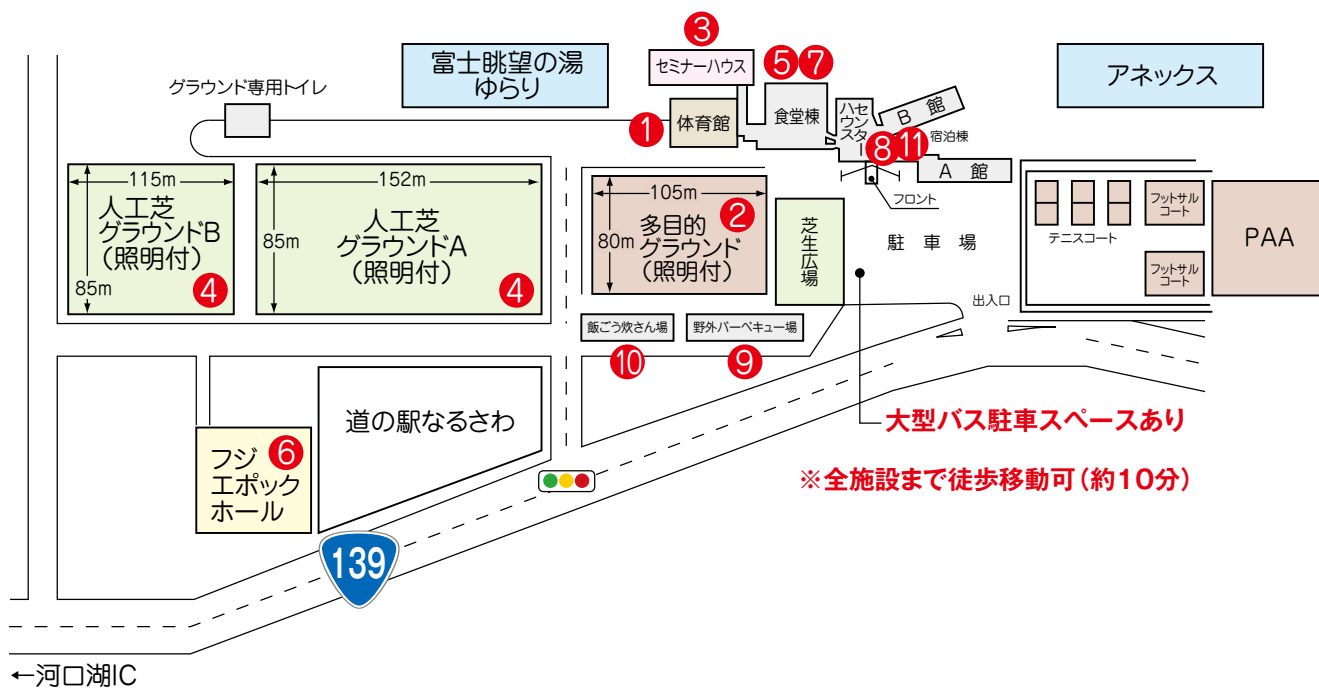 富士眺望の湯
ゆらり
③
セミナーハウス
⑤
⑦
アネックス
グラウンド専用トイレ
①
体育館
食堂棟
センター
ハウス
B館
宿泊棟
⑧
⑪
A館
フロント
115m
人工芝
グラウンドB
(照明付)
85m
④
152m
人工芝
グラウンドA
(照明付)
85m
④
105m
多目的
グラウンド
(照明付)
80m
②
芝生広場
駐車場
テニスコート
フットサル
コート
フットサル
コート
PAA
出入口
飯ごう炊さん場
⑩
野外バーベキュー場
⑨
大型バス駐車スペースあり
※全施設まで徒歩移動可(約10分)
道の駅なるさわ
フジ
エポック
ホール
⑥
139
←河口湖IC